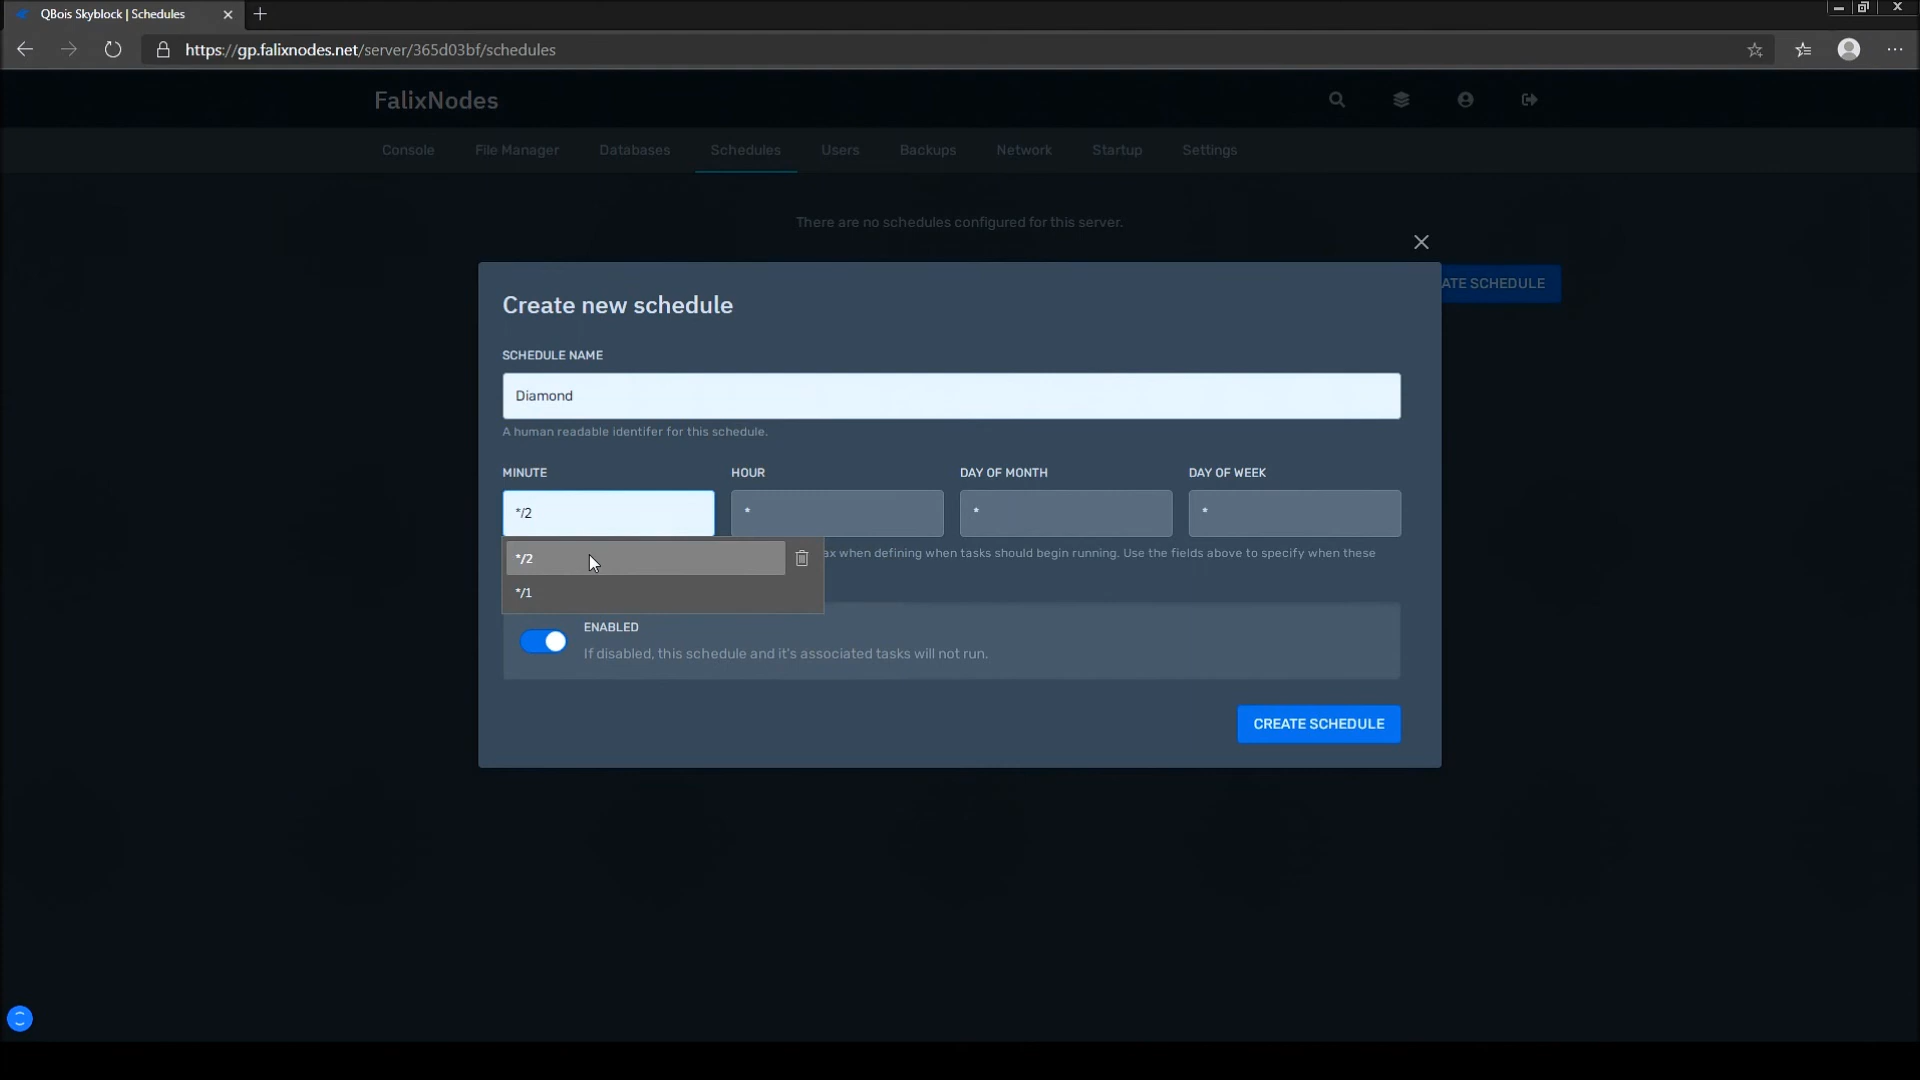 QBois Skyblock | Schedules
https://gp.falixnodes.net/server/365d03bf/schedules
FalixNodes
Console File Manager Databases Schedules Users Backups Network Startup Settings
There are no schedules configured for this server.
ATE SCHEDULE
Create new schedule
SCHEDULE NAME
Diamond
A human readable identifer for this schedule.
MINUTE HOUR DAY OF MONTH DAY OF WEEK
*/2 * * *
*/2
ax when defining when tasks should begin running. Use the fields above to specify when these
*/1
ENABLED
If disabled, this schedule and it's associated tasks will not run.
CREATE SCHEDULE